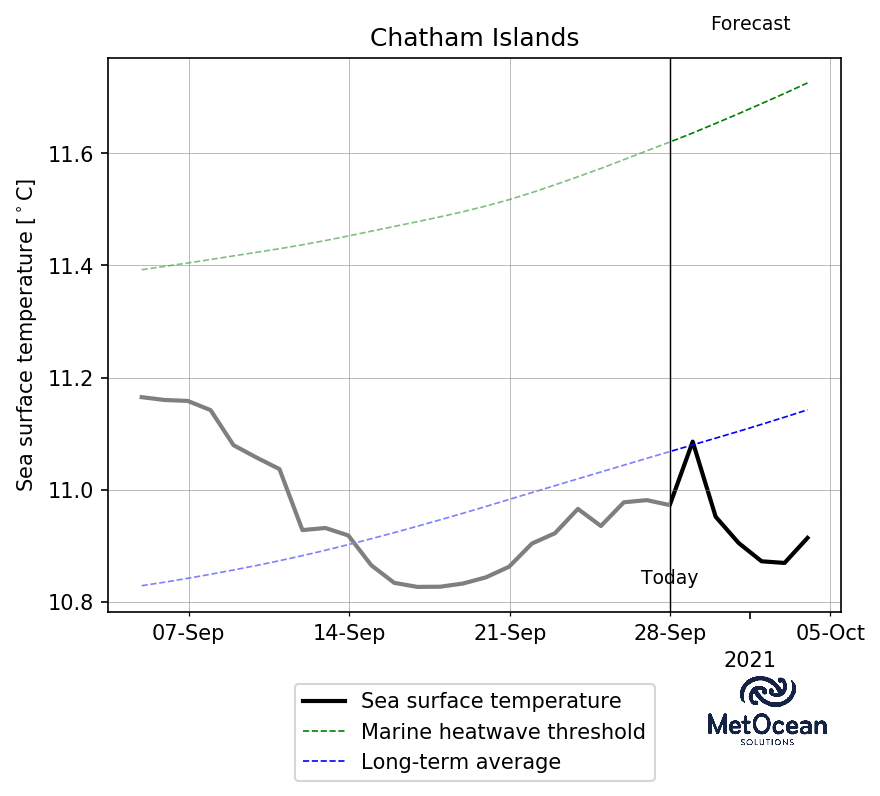 Forecast
Chatham Islands
Sea surface temperature [°C]
11.6
11.4
11.2
11.0
10.8
Today
07-Sep 14-Sep 21-Sep 28-Sep 05-Oct
2021
Sea surface temperature
Marine heatwave threshold
Long-term average
MetOcean
SOLUTIONS